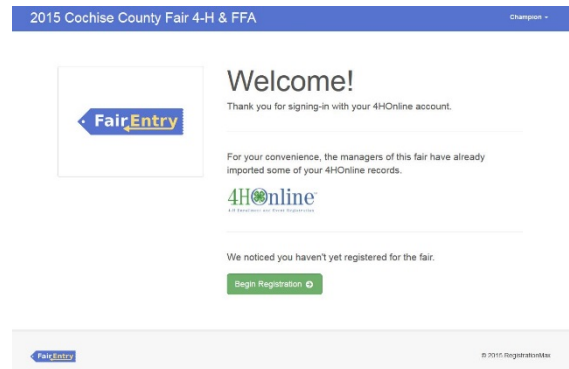 2015 Cochise County Fair 4-H & FFA
Champion
FairEntry
Welcome!
Thank you for signing-in with your 4HOnline account.
For your convenience, the managers of this fair have already
imported some of your 4HOnline records.
4HOnline
We noticed you haven't yet registered for the fair.
Begin Registration
FairEntry
© 2015 RegistrationMax